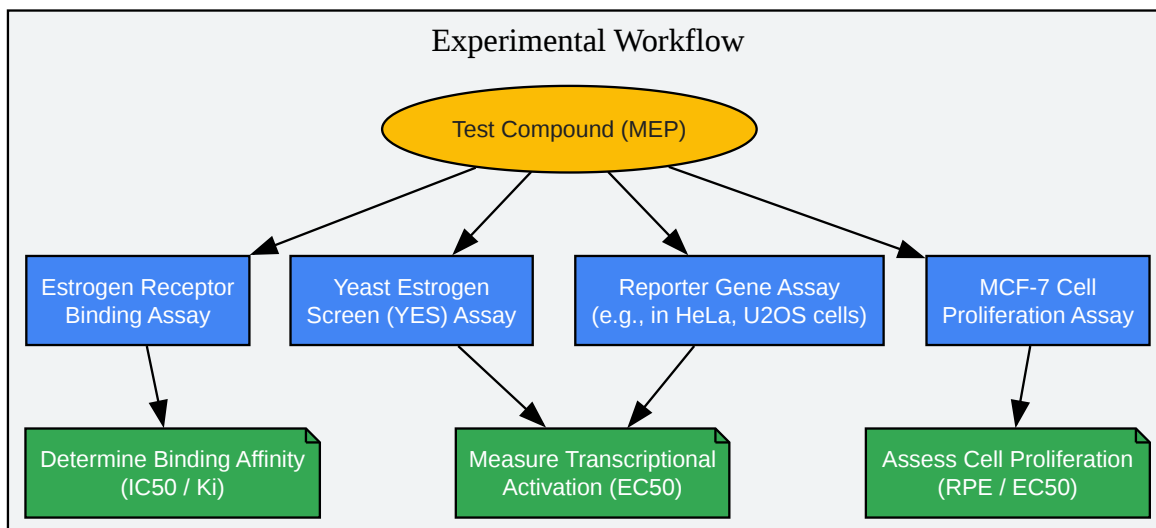 Experimental Workflow
Test Compound (MEP)
Estrogen Receptor
Binding Assay
Yeast Estrogen
Screen (YES) Assay
Reporter Gene Assay
(e.g., in HeLa, U2OS cells)
MCF-7 Cell
Proliferation Assay
Determine Binding Affinity
(IC50 / Ki)
Measure Transcriptional
Activation (EC50)
Assess Cell Proliferation
(RPE / EC50)